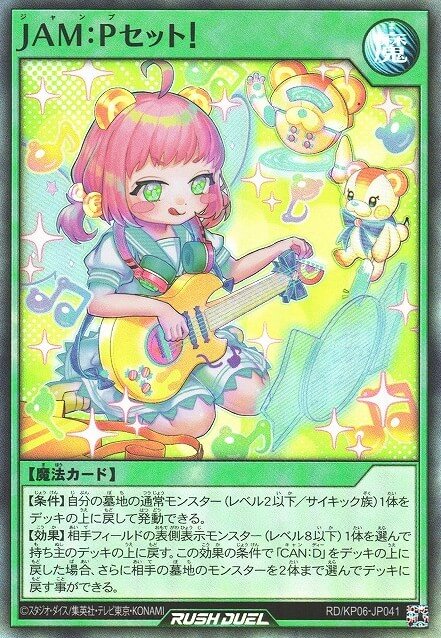 ジャンプ
JAM:Pセット!
魔
【魔法カード】
【条件】自分の墓地の通常モンスター(レベル2以下/サイキック族)1体を
デッキの上に戻して発動できる。
【効果】相手フィールドの表側表示モンスター(レベル8以下)1体を選んで
持ち主のデッキの上に戻す。この効果の条件で「CAN:D」をデッキの上に
戻した場合、さらに相手の墓地のモンスターを2体まで選んでデッキに
戻す事ができる。
©スタジオ・ダイス/集英社・テレビ東京・KONAMI
RUSH DUEL
RD/KP06-JP041